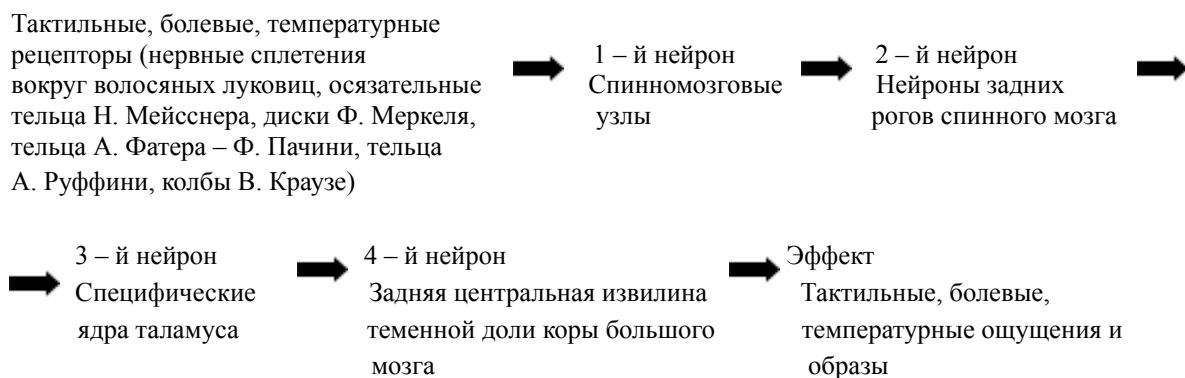 Тактильные, болевые, температурные
рецепторы (нервные сплетения
вокруг волосяных луковиц, осязательные
тельца Н. Мейсснера, диски Ф. Меркеля,
тельца А. Фатера – Ф. Пачини, тельца
А. Руффини, колбы В. Краузе)
1 – й нейрон
Спинномозговые
узлы
2 – й нейрон
Нейроны задних
рогов спинного мозга
3 – й нейрон
Специфические
ядра таламуса
4 – й нейрон
Задняя центральная извилина
теменной доли коры большого
мозга
Эффект
Тактильные, болевые,
температурные ощущения и
образы